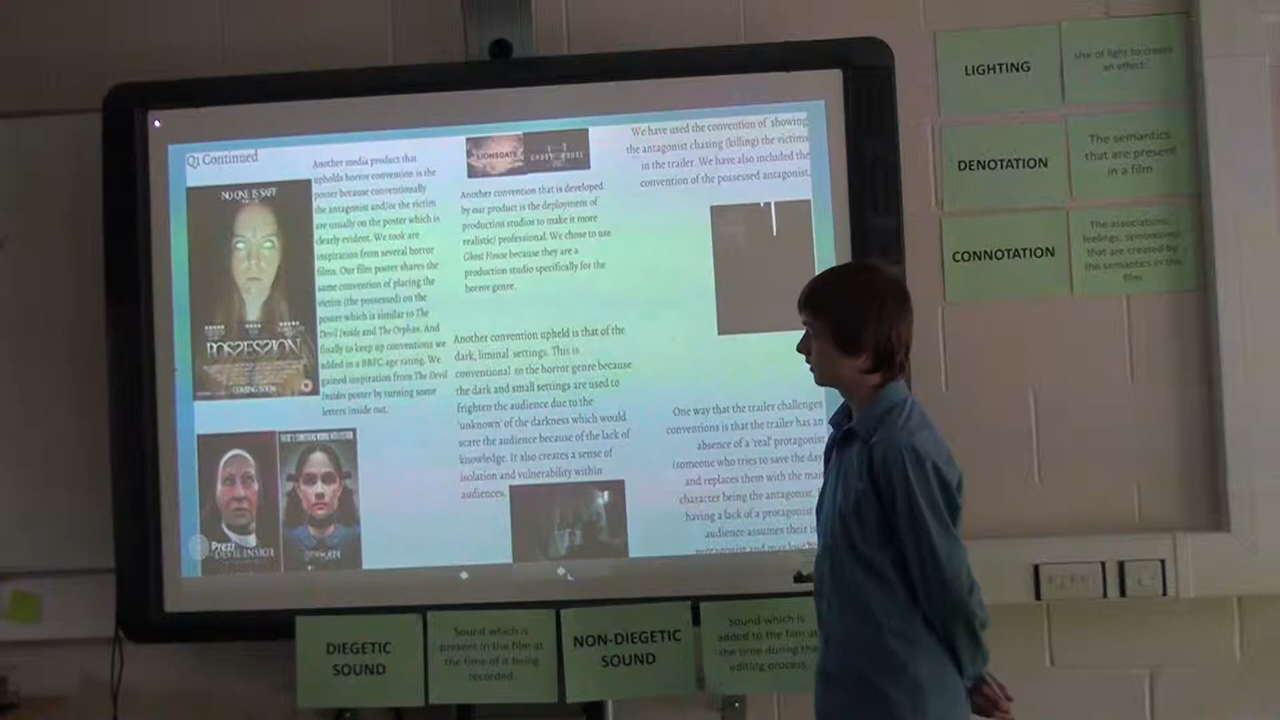 Q1 Continued
NO ONE IS SAFE
POSSESSION
COMING SOON
Another media product that
upholds horror convention is the
poster because conventionally
the antagonist and/or the victim
are usually on the poster which is
clearly evident. We took are
inspiration from several horror
films. Our film poster shares the
same convention of placing the
victim (the possessed) on the
poster which is similar to The
Devil Inside and The Orphan. And
finally to keep up conventions we
added in a BBFC age rating. We
gained inspiration from The Devil
Insides poster by turning some
letters inside out.
Prezi
DEVIL INSIDE
LIONSGATE
GHOST HOUSE
Another convention that is developed
by our product is the deployment of
production studios to make it more
realistic/ professional. We chose to use
Ghost House because they are a
production studio specifically for the
horror genre.
Another convention upheld is that of the
dark, liminal settings. This is
conventional to the horror genre because
the dark and small settings are used to
frighten the audience due to the
'unknown' of the darkness which would
scare the audience because of the lack of
knowledge. It also creates a sense of
isolation and vulnerability within
audiences.
We have used the convention of showing
the antagonist chasing (killing) the victims
in the trailer. We have also included the
convention of the possessed antagonist.
One way that the trailer challenges
conventions is that the trailer has an
absence of a 'real' protagonist
(someone who tries to save the day
and replaces them with the main
character being the antagonist.
having a lack of a protagonist
audience assumes their
protagonist and may
LIGHTING
Use of light to create
an effect.
DENOTATION
The semantics
that are present
in a film
CONNOTATION
The associations,
feelings,
that are created by
the semantics in the
film
DIEGETIC
SOUND
Sound which is
present in the film at
the time of it being
recorded.
NON-DIEGETIC
SOUND
Sound which is
added to the film at
the time during the
editing process.